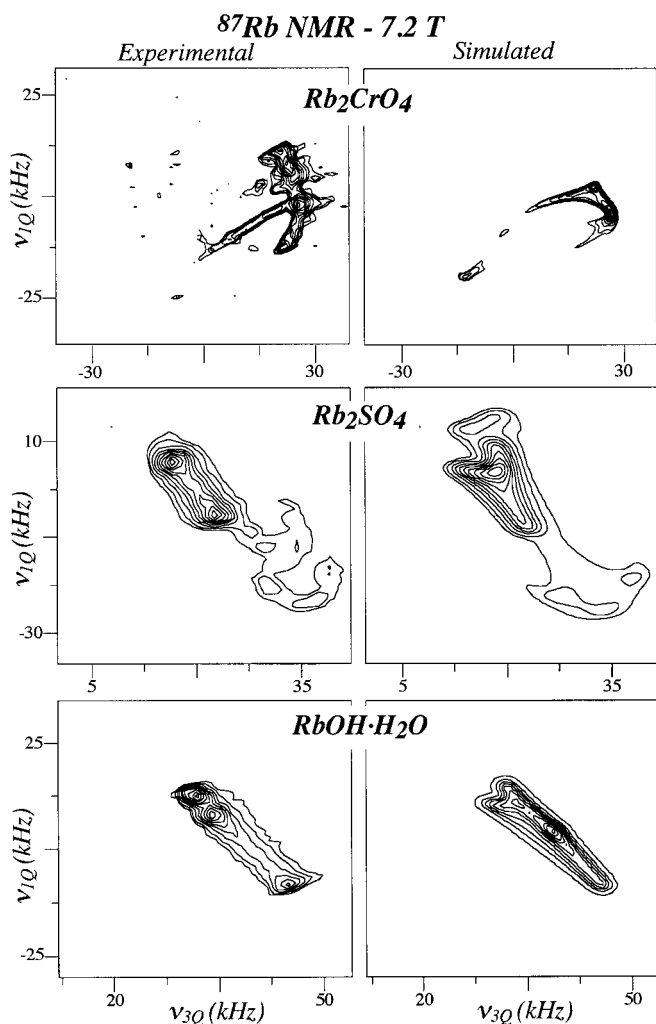 ⁸⁷Rb NMR - 7.2 T
Experimental Simulated
Rb₂CrO₄
25
-25
ν₁Q (kHz)
-30 30 -30 30
Rb₂SO₄
10
-30
ν₁Q (kHz)
5 35 5 35
RbOH·H₂O
25
-25
ν₁Q (kHz)
20 50 20 50
ν₃Q (kHz) ν₃Q (kHz)